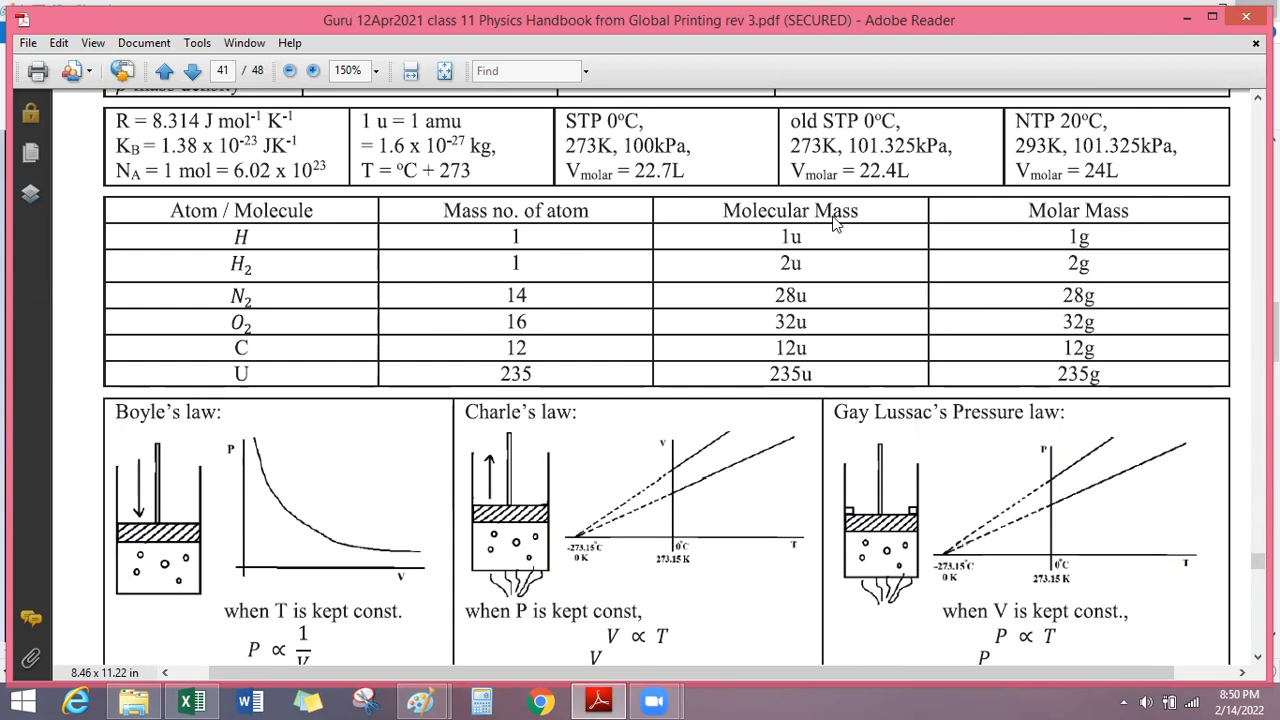 Guru 12Apr2021 class 11 Physics Handbook from Global Printing rev 3.pdf (SECURED) - Adobe Reader
File Edit View Document Tools Window Help
41 / 48 150% Find
ρ mass density
R = 8.314 J mol⁻¹ K⁻¹
K_B = 1.38 x 10⁻²³ JK⁻¹
N_A = 1 mol = 6.02 x 10²³
1 u = 1 amu
= 1.6 x 10⁻²⁷ kg,
T = ᵒC + 273
STP 0ᵒC,
273K, 100kPa,
V_molar = 22.7L
old STP 0ᵒC,
273K, 101.325kPa,
V_molar = 22.4L
NTP 20ᵒC,
293K, 101.325kPa,
V_molar = 24L
Atom / Molecule Mass no. of atom Molecular Mass Molar Mass
H 1 1u 1g
H₂ 1 2u 2g
N₂ 14 28u 28g
O₂ 16 32u 32g
C 12 12u 12g
U 235 235u 235g
Boyle's law:
P
V
when T is kept const.
P ∝ 1/V
Charle's law:
V
-273.15°C
0 K
0°C
273.15 K
T
when P is kept const,
V ∝ T
V
Gay Lussac's Pressure law:
P
-273.15°C
0 K
0°C
273.15 K
T
when V is kept const.,
P ∝ T
P
8.46 x 11.22 in
8:50 PM
2/14/2022